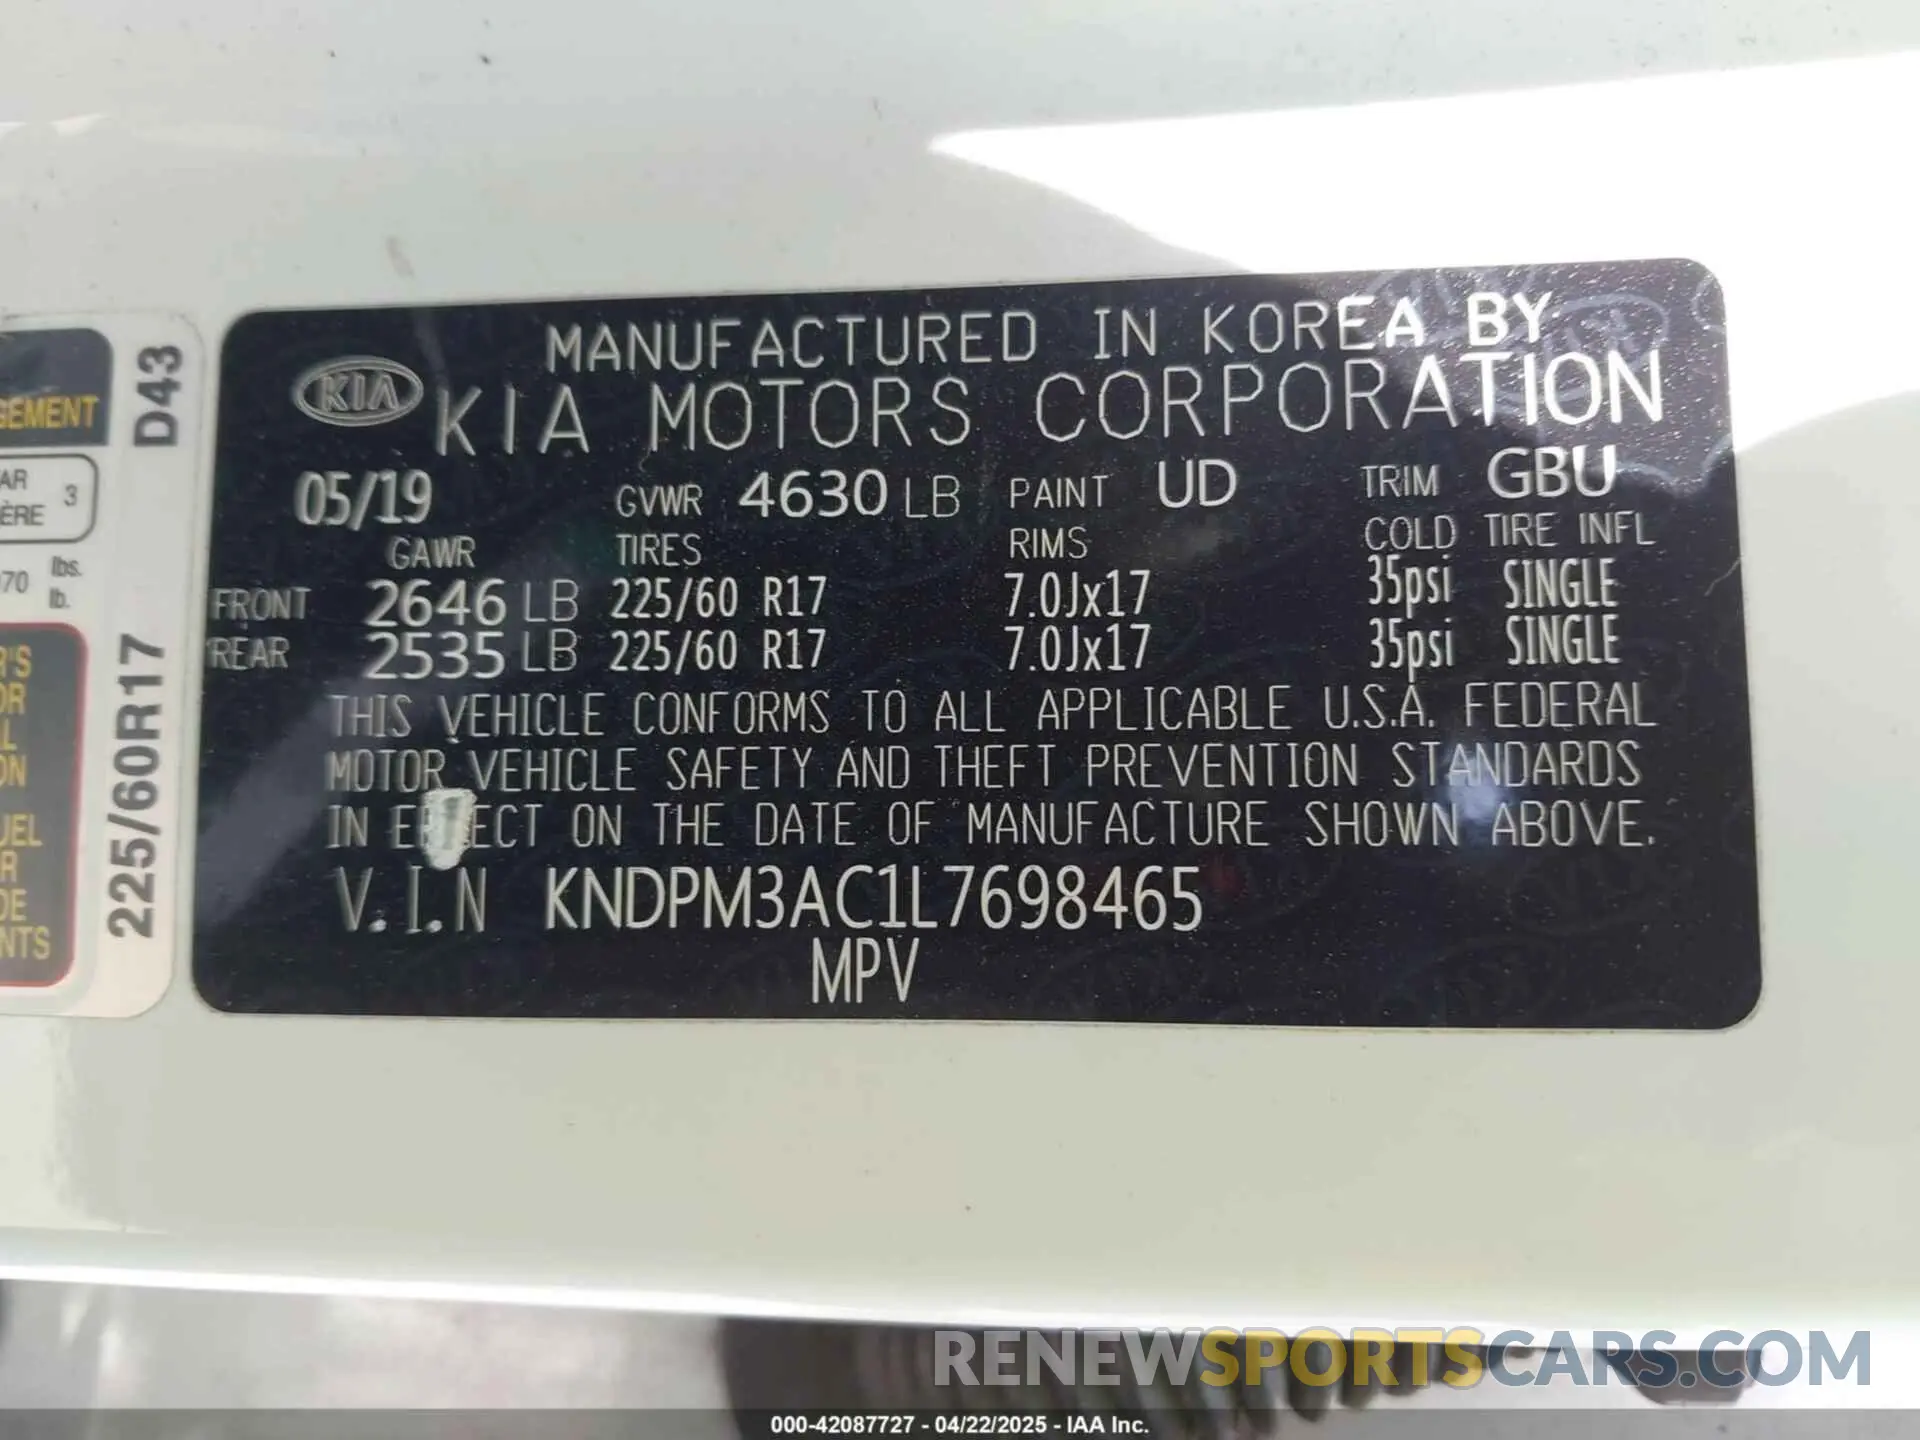 MANUFACTURED IN KOREA BY
KIA
KIA MOTORS CORPORATION
05/19 GVWR 4630 LB PAINT UD TRIM GBU
GAWR TIRES RIMS COLD TIRE INFL
FRONT 2646 LB 225/60 R17 7.0Jx17 35psi SINGLE
REAR 2535 LB 225/60 R17 7.0Jx17 35psi SINGLE
THIS VEHICLE CONFORMS TO ALL APPLICABLE U.S.A. FEDERAL
MOTOR VEHICLE SAFETY AND THEFT PREVENTION STANDARDS
IN EFFECT ON THE DATE OF MANUFACTURE SHOWN ABOVE.
V.I.N KNDPM3AC1L7698465
MPV
D43
225/60R17
3
lbs.
lb.
RENEWSPORTSCARS.COM
000-42087727 - 04/22/2025 - IAA Inc.